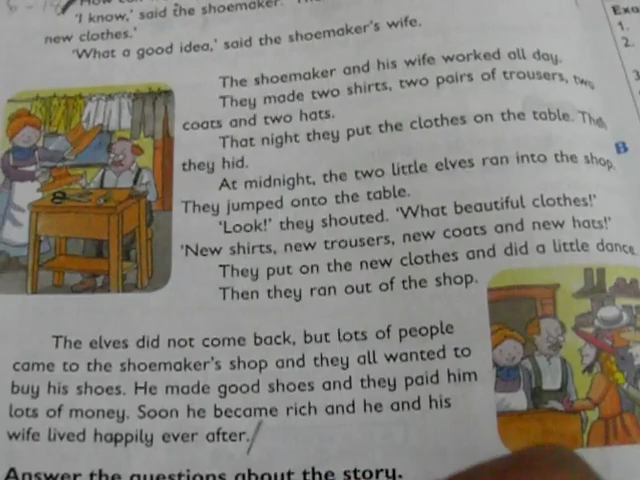 'I know,' said the shoemaker.
new clothes.'
'What a good idea,' said the shoemaker's wife.
The shoemaker and his wife worked all day.
They made two shirts, two pairs of trousers, two
coats and two hats.
That night they put the clothes on the table. Then
they hid.
At midnight, the two little elves ran into the shop.
They jumped onto the table.
'Look!' they shouted. 'What beautiful clothes!'
'New shirts, new trousers, new coats and new hats!'
They put on the new clothes and did a little dance.
Then they ran out of the shop.
The elves did not come back, but lots of people
came to the shoemaker's shop and they all wanted to
buy his shoes. He made good shoes and they paid him
lots of money. Soon he became rich and he and his
wife lived happily ever after.
Answer the questions about the story.
1.
2.
3
B